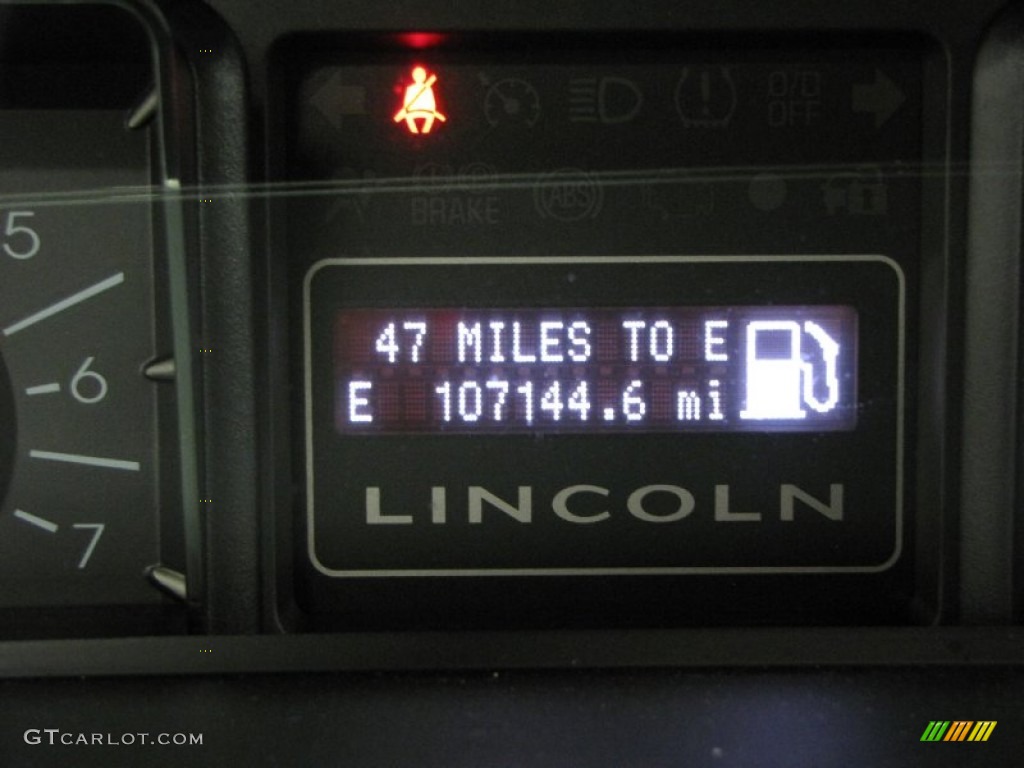 O/D
OFF
BRAKE
ABS
5
6
7
47 MILES TO E
E 107144.6 mi
LINCOLN
GTCARLOT.COM